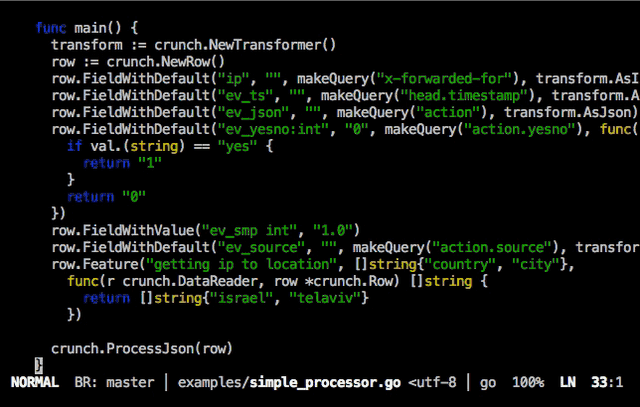 func main() {
transform := crunch.NewTransformer()
row := crunch.NewRow()
row.FieldWithDefault("ip", "", makeQuery("x-forwarded-for"), transform.AsI
row.FieldWithDefault("ev_ts", "", makeQuery("head.timestamp"), transform.A
row.FieldWithDefault("ev_json", "", makeQuery("action"), transform.AsJson)
row.FieldWithDefault("ev_yesno:int", "0", makeQuery("action.yesno"), func(
if val.(string) == "yes" {
return "1"
}
return "0"
})
row.FieldWithValue("ev_smp int", "1.0")
row.FieldWithDefault("ev_source", "", makeQuery("action.source"), transfor
row.Feature("getting ip to location", []string{"country", "city"},
func(r crunch.DataReader, row *crunch.Row) []string {
return []string{"israel", "telaviv"}
})
crunch.ProcessJson(row)
}
NORMAL BR: master | examples/simple_processor.go <utf-8 | go 100% LN 33:1